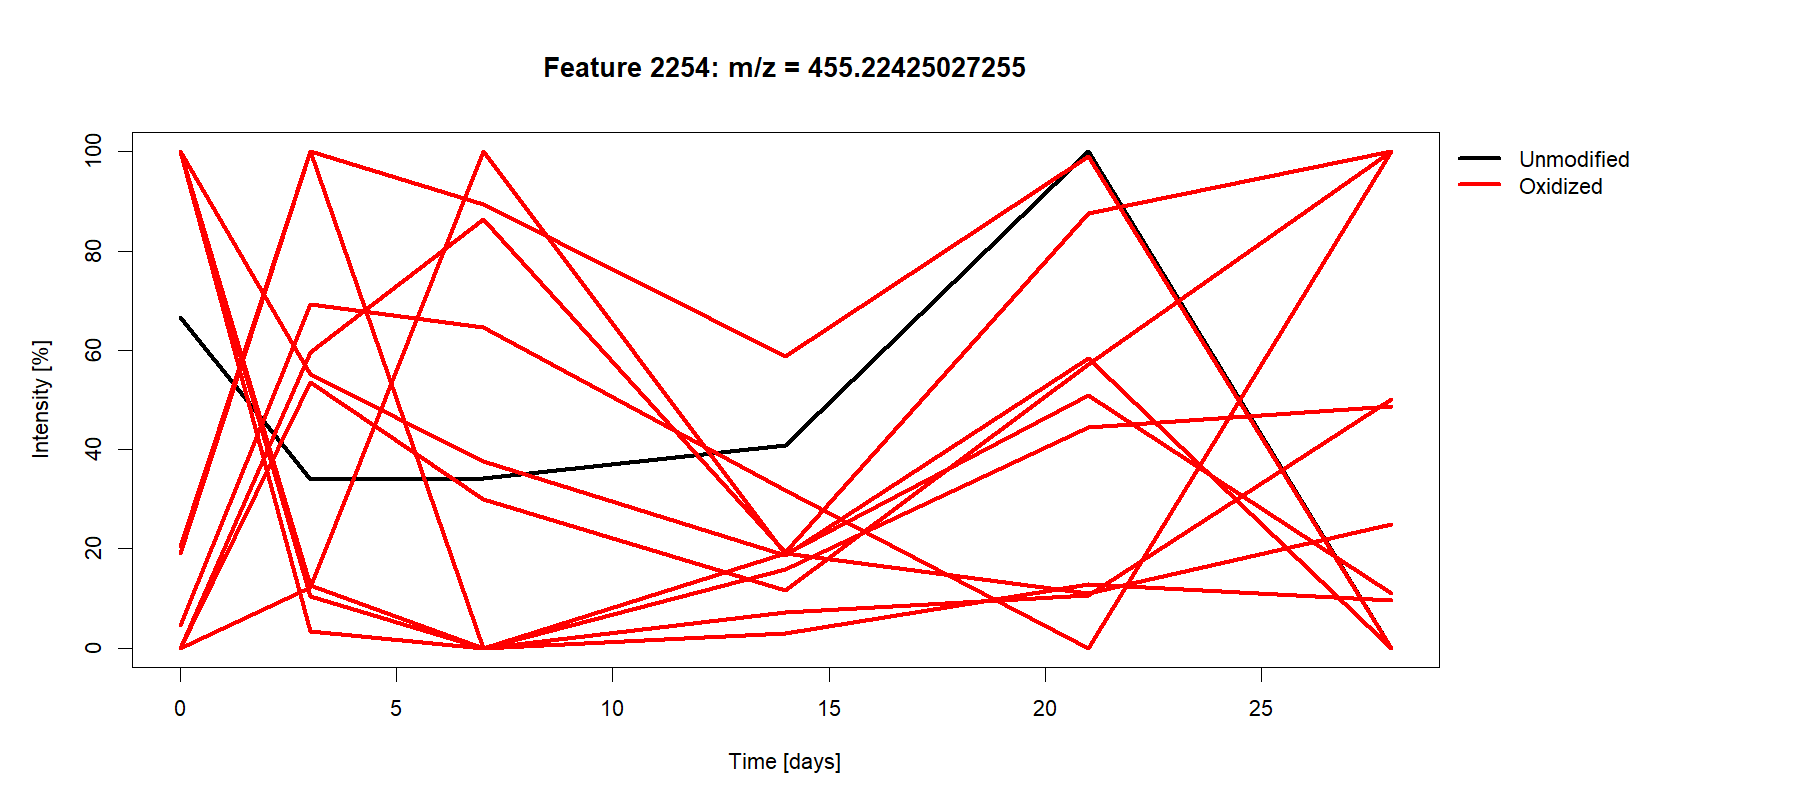 Feature 2254: m/z = 455.22425027255
Unmodified
Oxidized
Intensity [%]
100
80
60
40
20
0
0 5 10 15 20 25
Time [days]